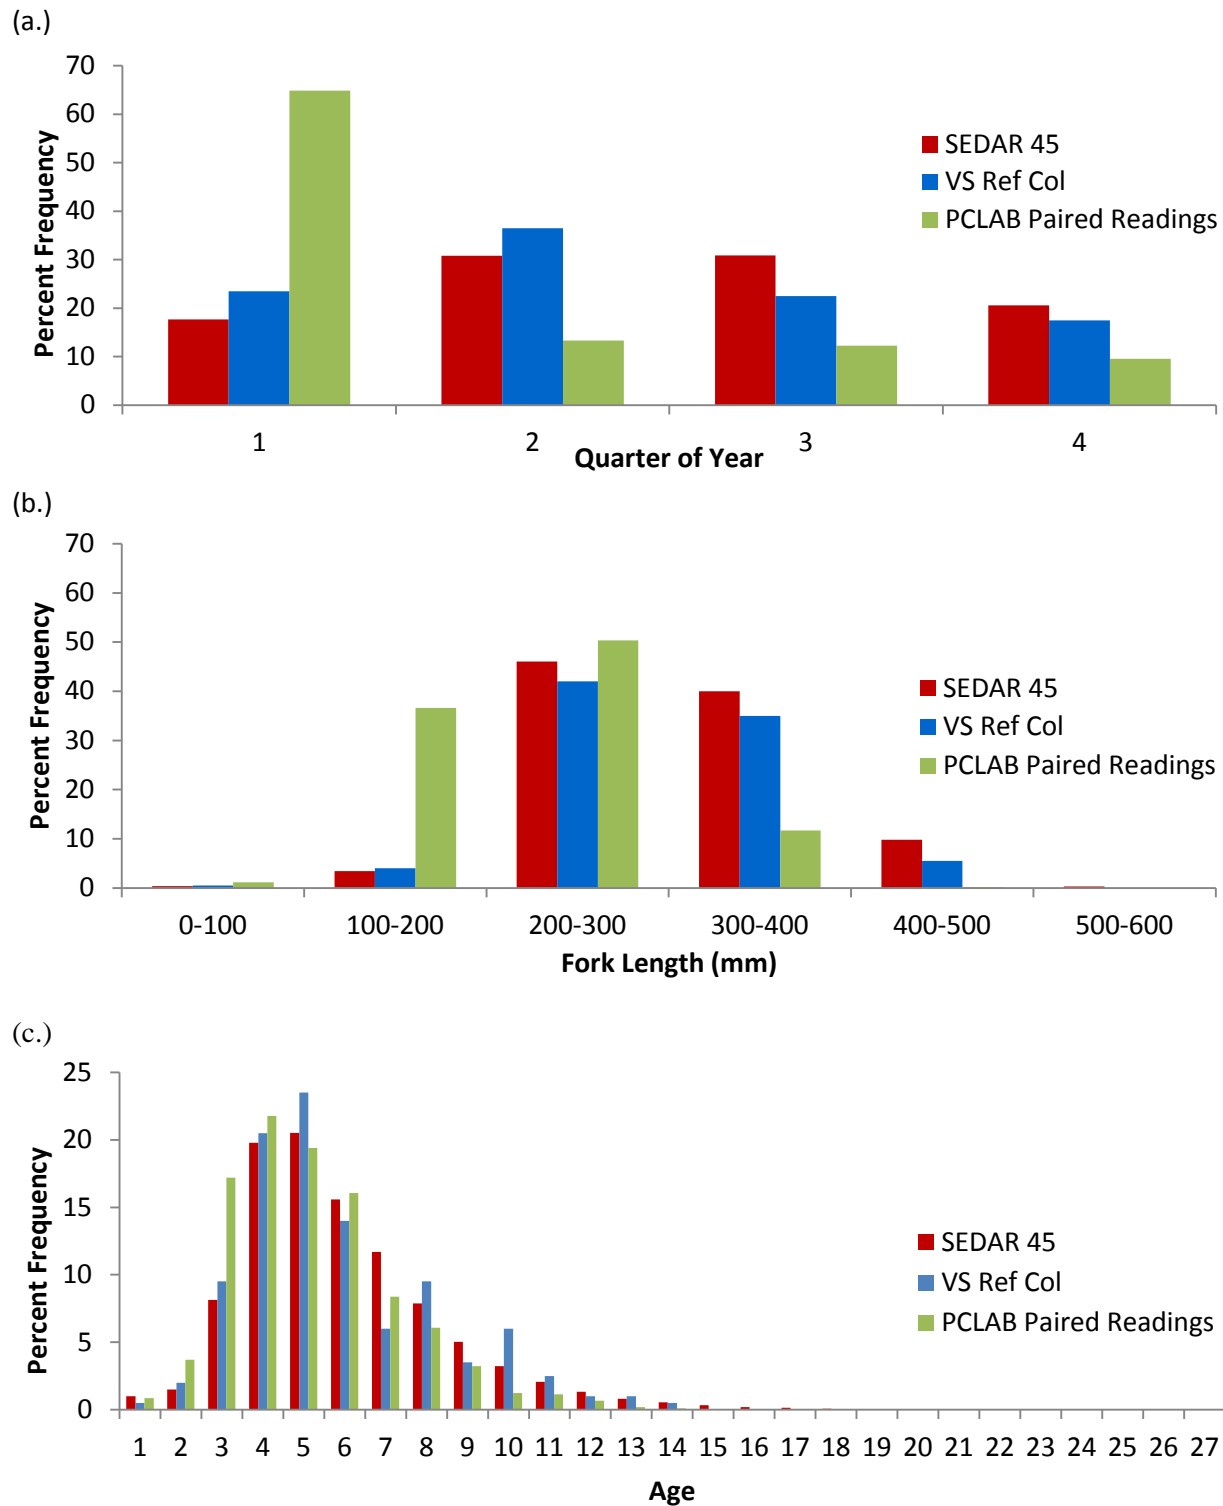 (a.)
70
60
50
40
30
20
10
0
Percent Frequency
SEDAR 45
VS Ref Col
PCLAB Paired Readings
1 2 3 4
Quarter of Year
(b.)
70
60
50
40
30
20
10
0
Percent Frequency
SEDAR 45
VS Ref Col
PCLAB Paired Readings
0-100 100-200 200-300 300-400 400-500 500-600
Fork Length (mm)
(c.)
25
20
15
10
5
0
Percent Frequency
SEDAR 45
VS Ref Col
PCLAB Paired Readings
1 2 3 4 5 6 7 8 9 10 11 12 13 14 15 16 17 18 19 20 21 22 23 24 25 26 27
Age